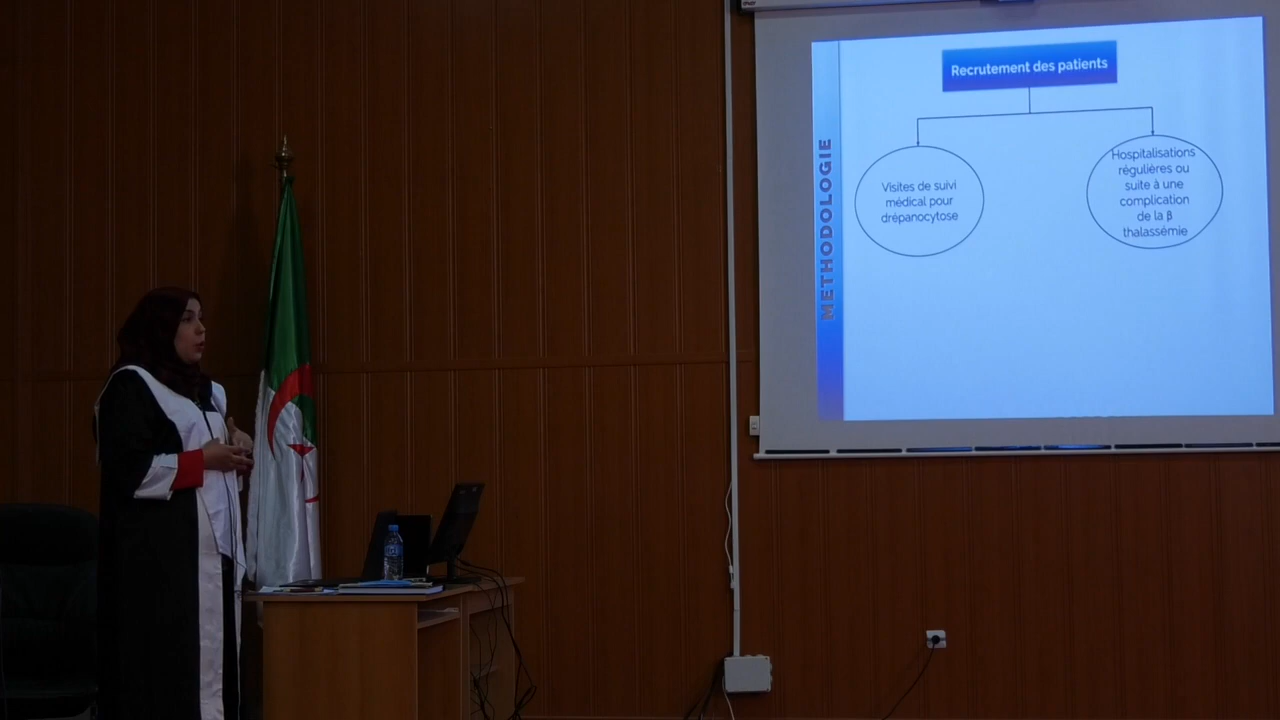 Recrutement des patients
METHODOLOGIE
Visites de suivi
médical pour
drépanocytose
Hospitalisations
régulières ou
suite à une
complication
de la β
thalassémie